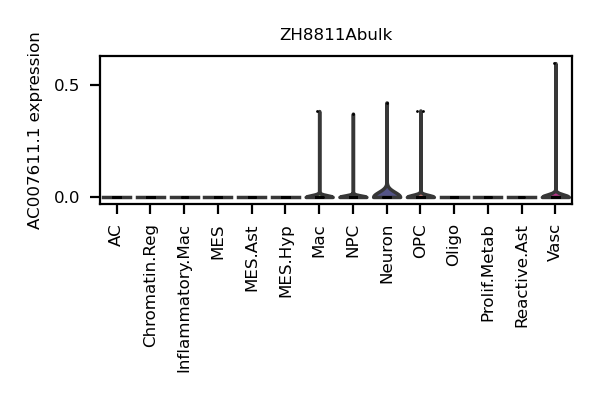 ZH8811Abulk
AC007611.1 expression
0.5
0.0
AC
Chromatin.Reg
Inflammatory.Mac
MES
MES.Ast
MES.Hyp
Mac
NPC
Neuron
OPC
Oligo
Prolif.Metab
Reactive.Ast
Vasc